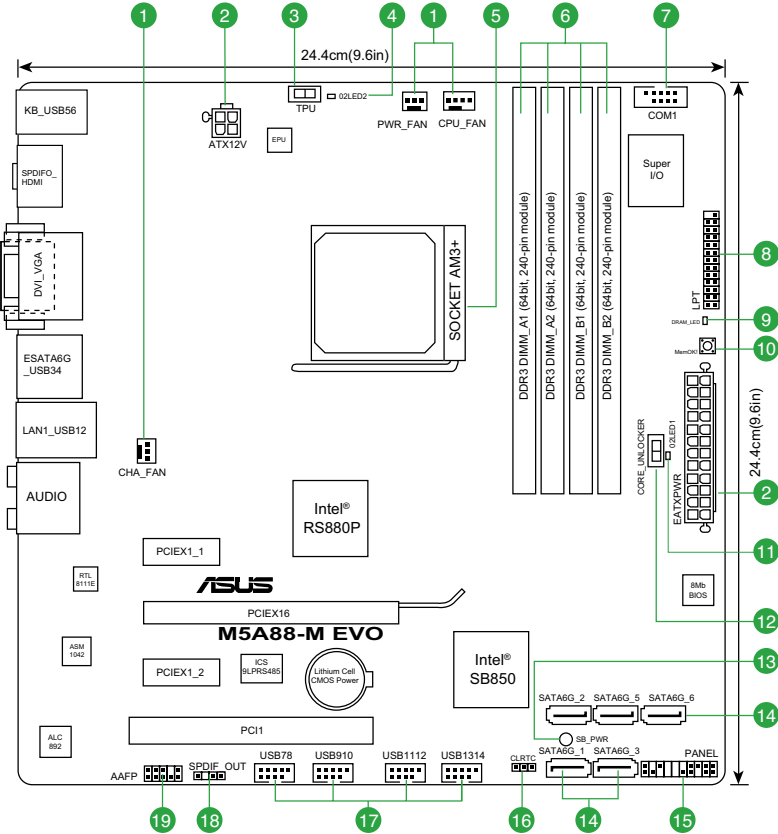 1
2
3
4
1
5
6
7
24.4cm(9.6in)
KB_USB56
ATX12V
TPU
02LED2
PWR_FAN
CPU_FAN
COM1
EPU
SPDIFO_
HDMI
Super
I/O
DVI_VGA
SOCKET AM3+
DDR3 DIMM_A1 (64bit, 240-pin module)
DDR3 DIMM_A2 (64bit, 240-pin module)
DDR3 DIMM_B1 (64bit, 240-pin module)
DDR3 DIMM_B2 (64bit, 240-pin module)
LPT
8
DRAM_LED
9
MemOK!
10
ESATA6G
_USB34
LAN1_USB12
AUDIO
CHA_FAN
1
CORE_UNLOCKER
02LED1
EATXPWR
24.4cm(9.6in)
2
11
12
Intel®
RS880P
PCIEX1_1
RTL
8111E
ASUS
PCIEX16
M5A88-M EVO
8Mb
BIOS
ASM
1042
PCIEX1_2
ICS
9LPRS485
Lithium Cell
CMOS Power
Intel®
SB850
13
SATA6G_2
SATA6G_5
SATA6G_6
14
ALC
892
PCI1
SB_PWR
AAFP
SPDIF_OUT
USB78
USB910
USB1112
USB1314
CLRTC
SATA6G_1
SATA6G_3
PANEL
19
18
17
16
14
15